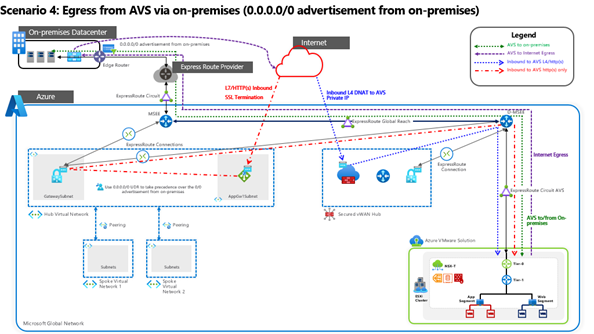 Scenario 4: Egress from AVS via on-premises (0.0.0.0/0 advertisement from on-premises)
On-premises Datacenter
0.0.0.0/0 advertisement from on-premises
Internet
Legend
AVS to on-premises
AVS to Internet Egress
Inbound to AVS L4/http(s)
Inbound to AVS http(s) only
Edge Router
Express Route Provider
ExpressRoute Circuit
L7/HTTP(s) Inbound
SSL Termination
Inbound L4 DNAT to AVS
Private IP
Azure
MSEE
ExpressRoute Global Reach
D-MSEE
ExpressRoute Connections
ExpressRoute
Connection
Internet Egress
Use 0.0.0.0/0 UDR to take precedence over the 0/0
advertisement from on-premises
GatewaySubnet
AppGwTSubnet
ExpressRoute Circuit AVS
Hub Virtual Network
Secured vWAN Hub
AVS to/from On-
premises
Peering
Peering
Azure VMware Solution
Subnets
Subnets
NSX-T
Tier-0
Tier-1
ESXi
Cluster
App
Segment
Web
Segment
Spoke Virtual
Network 1
Spoke
Virtual
Network 2
Microsoft Global Network